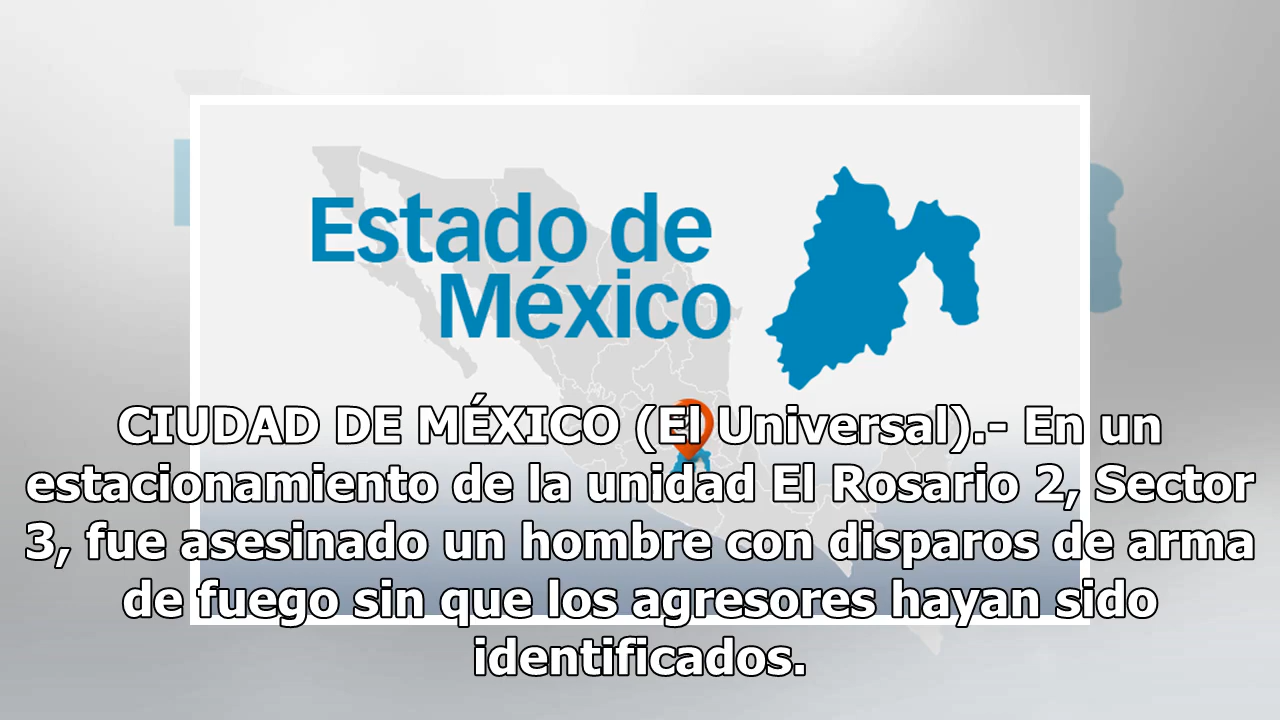 Estado de
México
CIUDAD DE MÉXICO (El Universal).- En un
estacionamiento de la unidad El Rosario 2, Sector
3, fue asesinado un hombre con disparos de arma
de fuego sin que los agresores hayan sido
identificados.